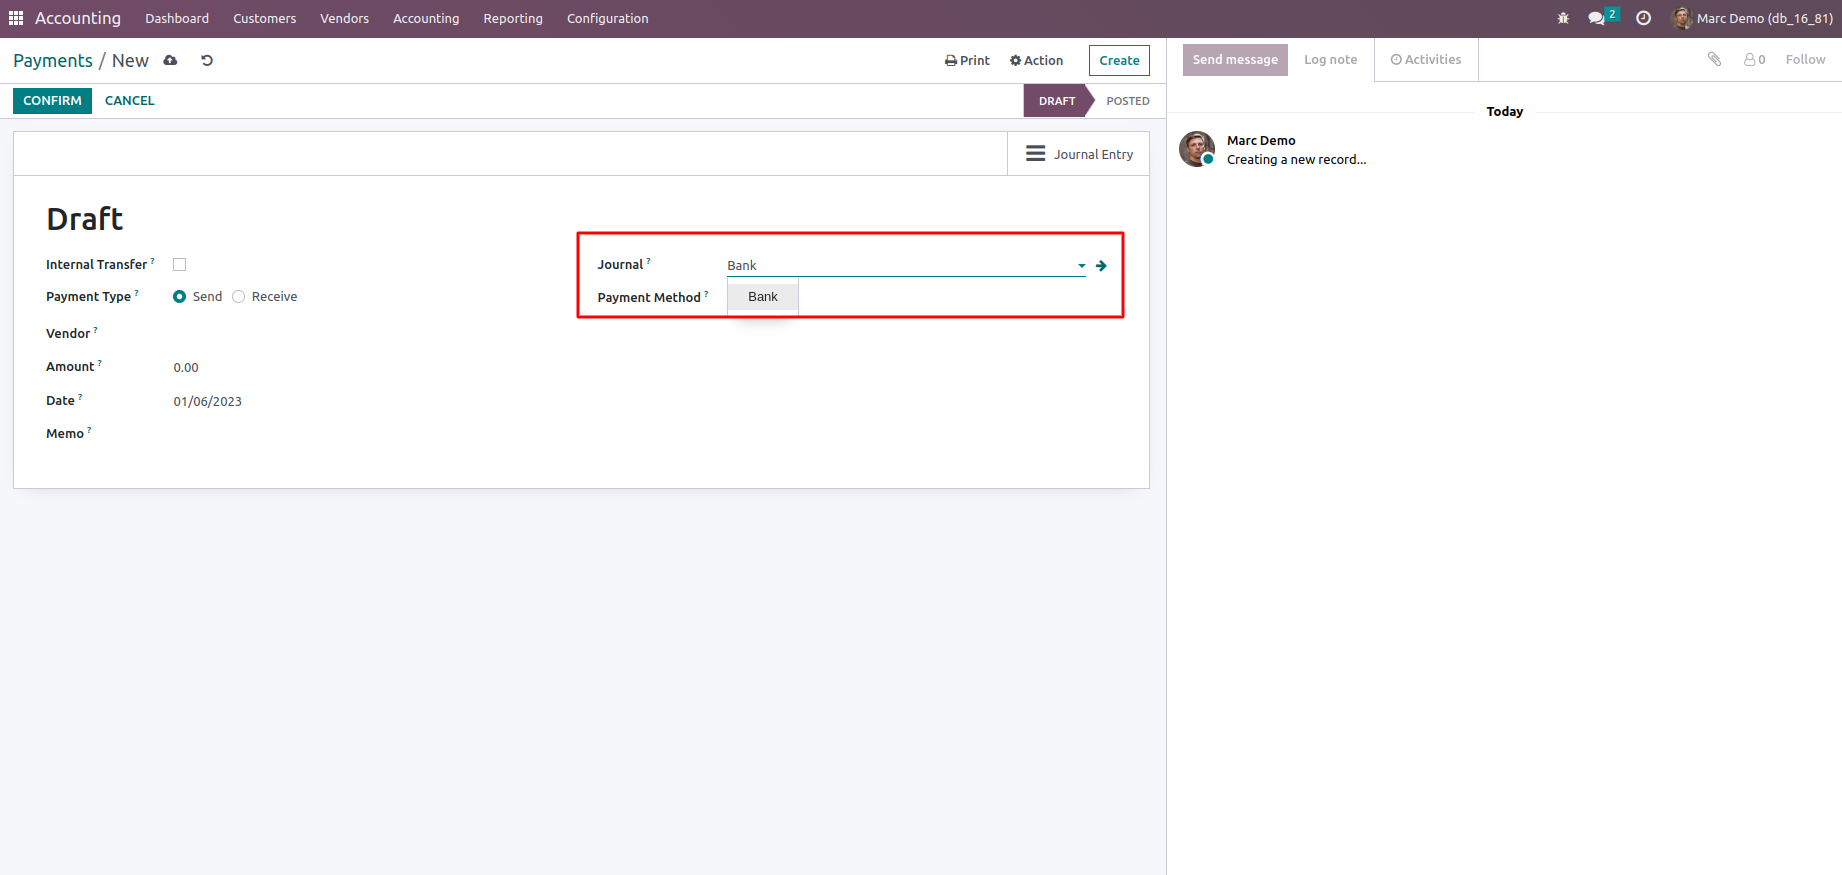 Accounting Dashboard Customers Vendors Accounting Reporting Configuration 2 Marc Demo (db_16_81)
Payments / New Print Action Create
Send message Log note Activities 0 Follow
CONFIRM CANCEL DRAFT POSTED
Today
Marc Demo
Creating a new record...
Journal Entry
Draft
Internal Transfer ?
Payment Type ? Send Receive
Vendor ?
Amount ? 0.00
Date ? 01/06/2023
Memo ?
Journal ? Bank
Payment Method ? Bank